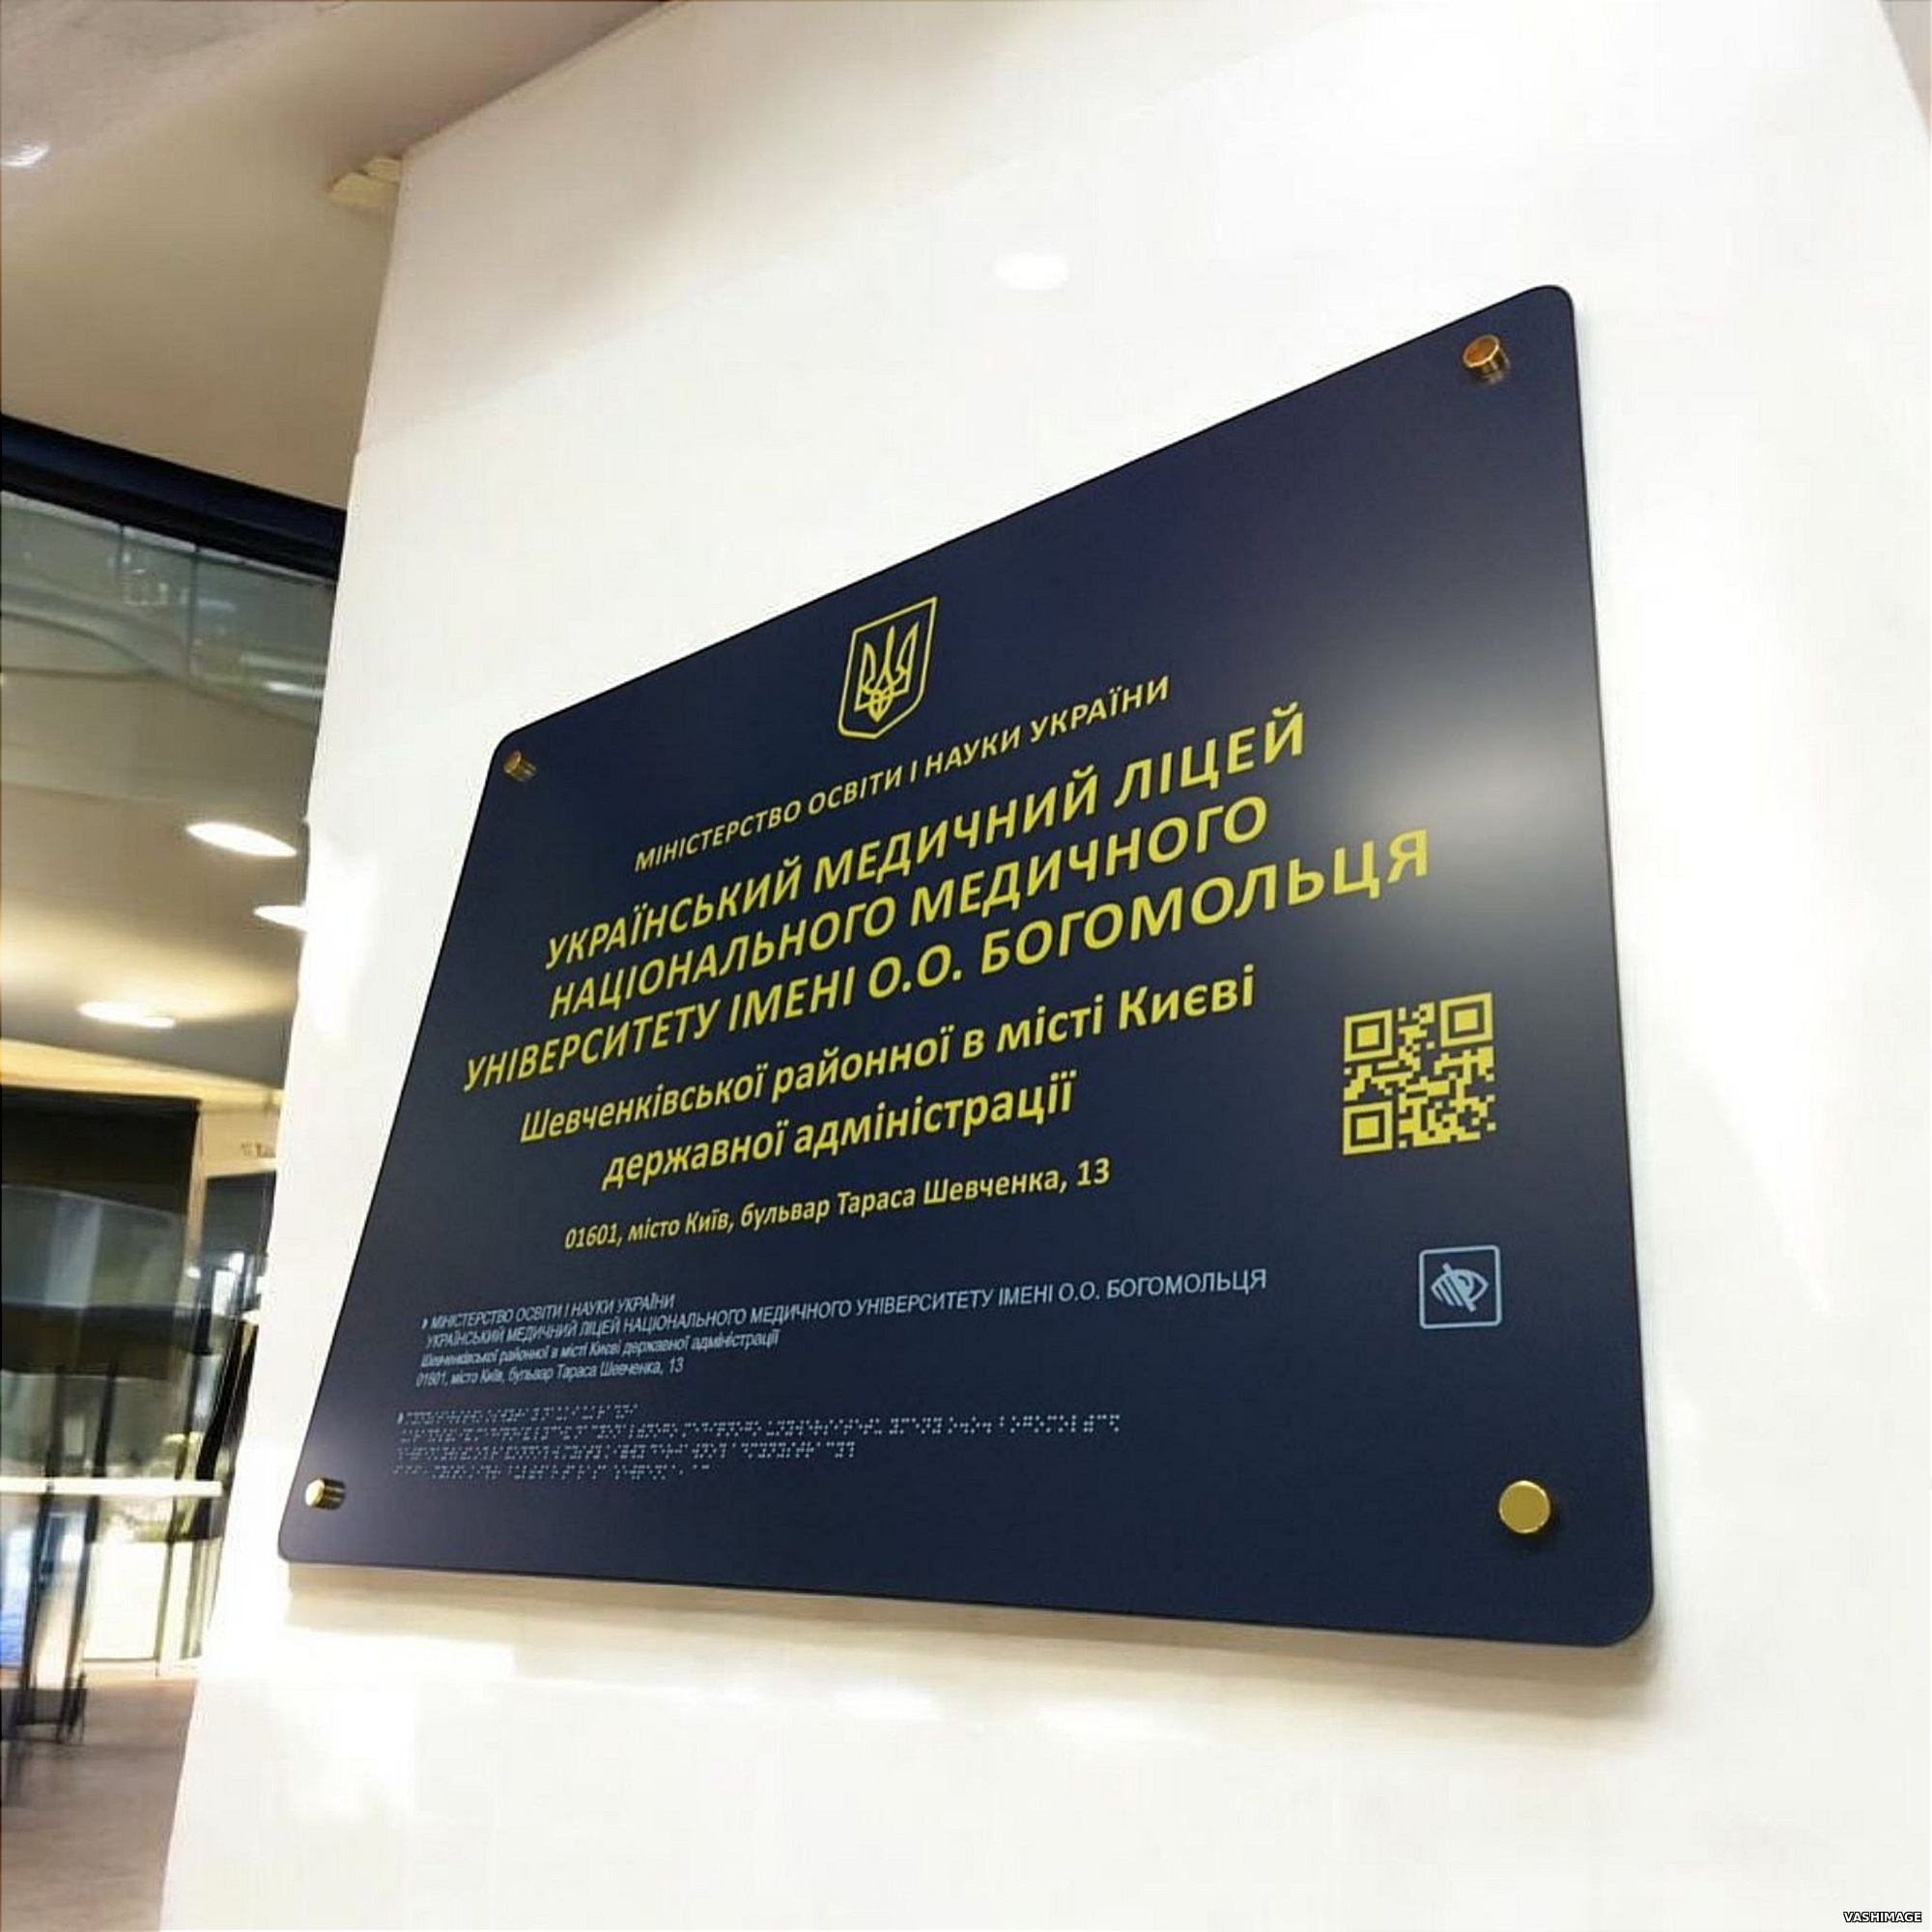 МІНІСТЕРСТВО ОСВІТИ І НАУКИ УКРАЇНИ
УКРАЇНСЬКИЙ МЕДИЧНИЙ ЛІЦЕЙ
НАЦІОНАЛЬНОГО МЕДИЧНОГО
УНІВЕРСИТЕТУ ІМЕНІ О.О. БОГОМОЛЬЦЯ
Шевченківської районної в місті Києві
державної адміністрації
01601, місто Київ, бульвар Тараса Шевченка, 13
МІНІСТЕРСТВО ОСВІТИ І НАУКИ УКРАЇНИ
УКРАЇНСЬКИЙ МЕДИЧНИЙ ЛІЦЕЙ НАЦІОНАЛЬНОГО МЕДИЧНОГО УНІВЕРСИТЕТУ ІМЕНІ О.О. БОГОМОЛЬЦЯ
Шевченківської районної в місті Києві державної адміністрації
01601, місто Київ, бульвар Тараса Шевченка, 13
VASHIMAGE